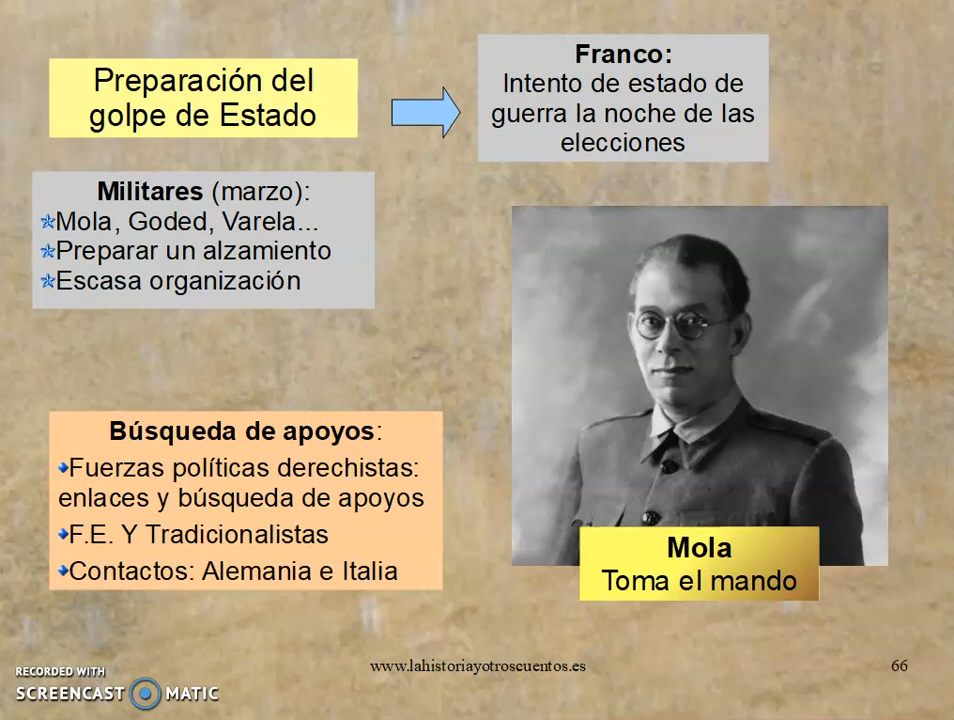 Preparación del
golpe de Estado
Franco:
Intento de estado de
guerra la noche de las
elecciones
Militares (marzo):
Mola, Goded, Varela...
Preparar un alzamiento
Escasa organización
Búsqueda de apoyos:
Fuerzas políticas derechistas:
enlaces y búsqueda de apoyos
F.E. Y Tradicionalistas
Contactos: Alemania e Italia
Mola
Toma el mando
www.lahistoriayotroscuentos.es
66
RECORDED WITH
SCREENCAST MATIC